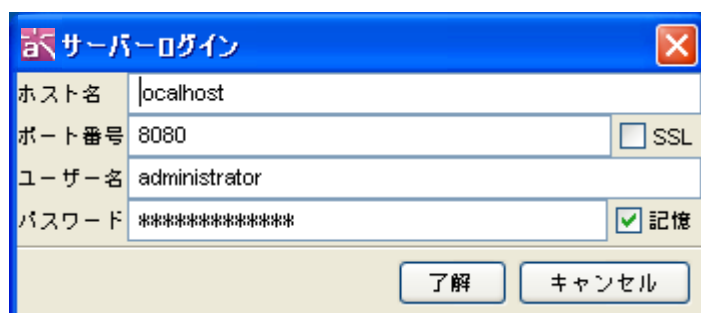 サーバーログイン
ホスト名 localhost
ポート番号 8080 SSL
ユーザー名 administrator
パスワード ************* 記憶
了解 キャンセル